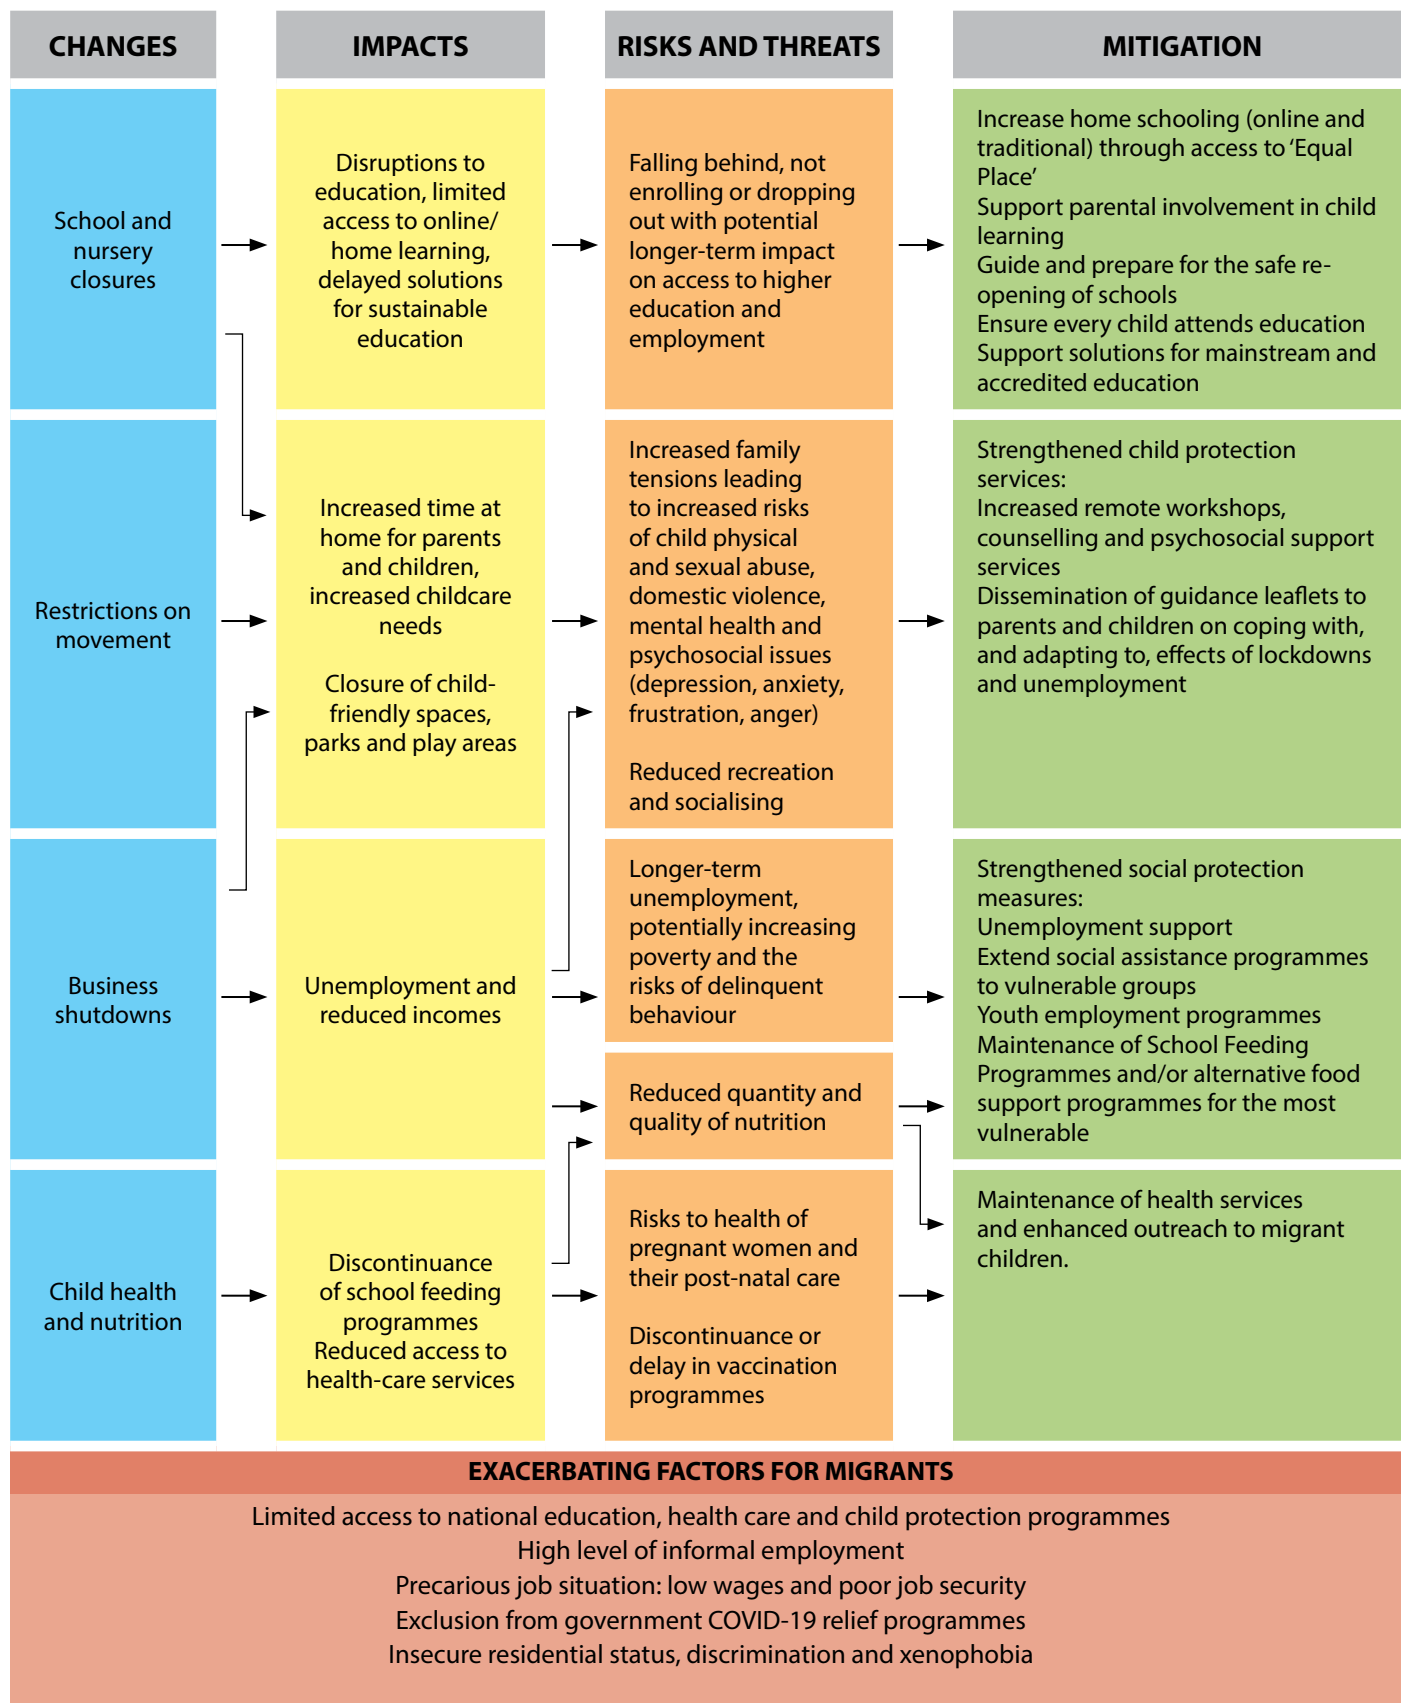 CHANGES
IMPACTS
RISKS AND THREATS
MITIGATION
School and
nursery
closures
Disruptions to
education, limited
access to online/
home learning,
delayed solutions
for sustainable
education
Falling behind, not
enrolling or dropping
out with potential
longer-term impact
on access to higher
education and
employment
Increase home schooling (online and
traditional) through access to ‘Equal
Place’
Support parental involvement in child
learning
Guide and prepare for the safe re-
opening of schools
Ensure every child attends education
Support solutions for mainstream and
accredited education
Restrictions on
movement
Increased time at
home for parents
and children,
increased childcare
needs
Closure of child-
friendly spaces,
parks and play areas
Increased family
tensions leading
to increased risks
of child physical
and sexual abuse,
domestic violence,
mental health and
psychosocial issues
(depression, anxiety,
frustration, anger)
Reduced recreation
and socialising
Strengthened child protection
services:
Increased remote workshops,
counselling and psychosocial support
services
Dissemination of guidance leaflets to
parents and children on coping with,
and adapting to, effects of lockdowns
and unemployment
Business
shutdowns
Unemployment and
reduced incomes
Longer-term
unemployment,
potentially increasing
poverty and the
risks of delinquent
behaviour
Reduced quantity and
quality of nutrition
Strengthened social protection
measures:
Unemployment support
Extend social assistance programmes
to vulnerable groups
Youth employment programmes
Maintenance of School Feeding
Programmes and/or alternative food
support programmes for the most
vulnerable
Child health
and nutrition
Discontinuance
of school feeding
programmes
Reduced access to
health-care services
Risks to health of
pregnant women and
their post-natal care
Discontinuance or
delay in vaccination
programmes
Maintenance of health services
and enhanced outreach to migrant
children.
EXACERBATING FACTORS FOR MIGRANTS
Limited access to national education, health care and child protection programmes
High level of informal employment
Precarious job situation: low wages and poor job security
Exclusion from government COVID-19 relief programmes
Insecure residential status, discrimination and xenophobia